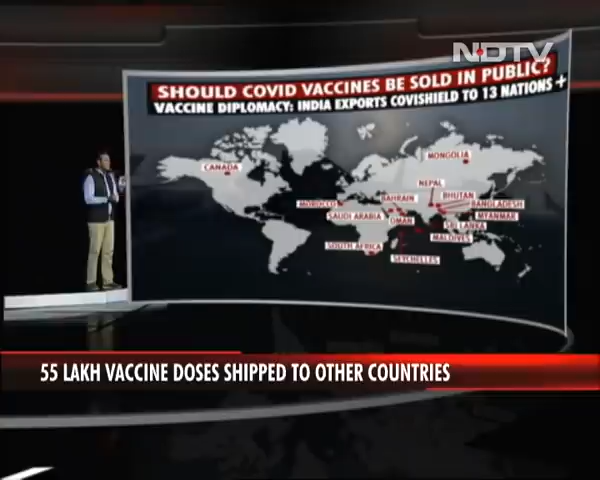 NDTV
SHOULD COVID VACCINES BE SOLD IN PUBLIC?
VACCINE DIPLOMACY: INDIA EXPORTS COVISHIELD TO 13 NATIONS +
CANADA
MONGOLIA
NEPAL
BHUTAN
MOROCCO
BAHRAIN
BANGLADESH
SAUDI ARABIA
OMAN
MYANMAR
SRI LANKA
MALDIVES
SOUTH AFRICA
SEYCHELLES
55 LAKH VACCINE DOSES SHIPPED TO OTHER COUNTRIES